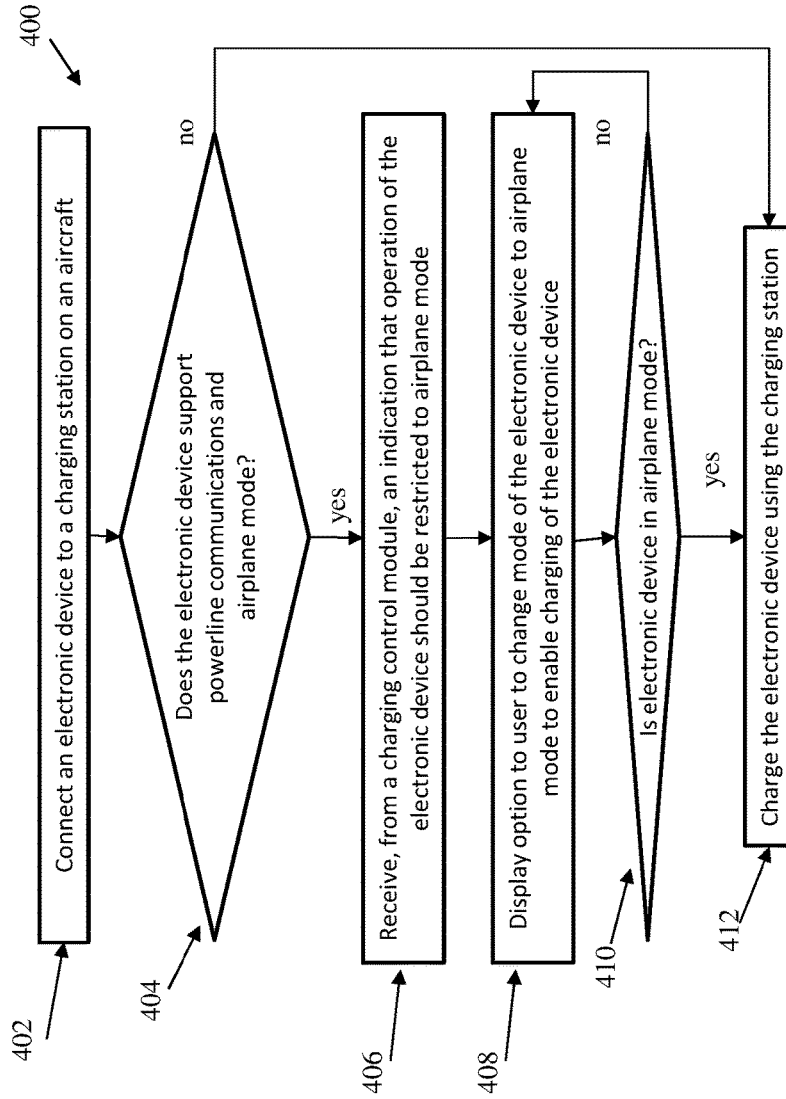 400
402
Connect an electronic device to a charging station on an aircraft
404
Does the electronic device support
powerline communications and
airplane mode?
no
yes
406
Receive, from a charging control module, an indication that operation of the
electronic device should be restricted to airplane mode
408
Display option to user to change mode of the electronic device to airplane
mode to enable charging of the electronic device
410
Is electronic device in airplane mode?
no
yes
412
Charge the electronic device using the charging station